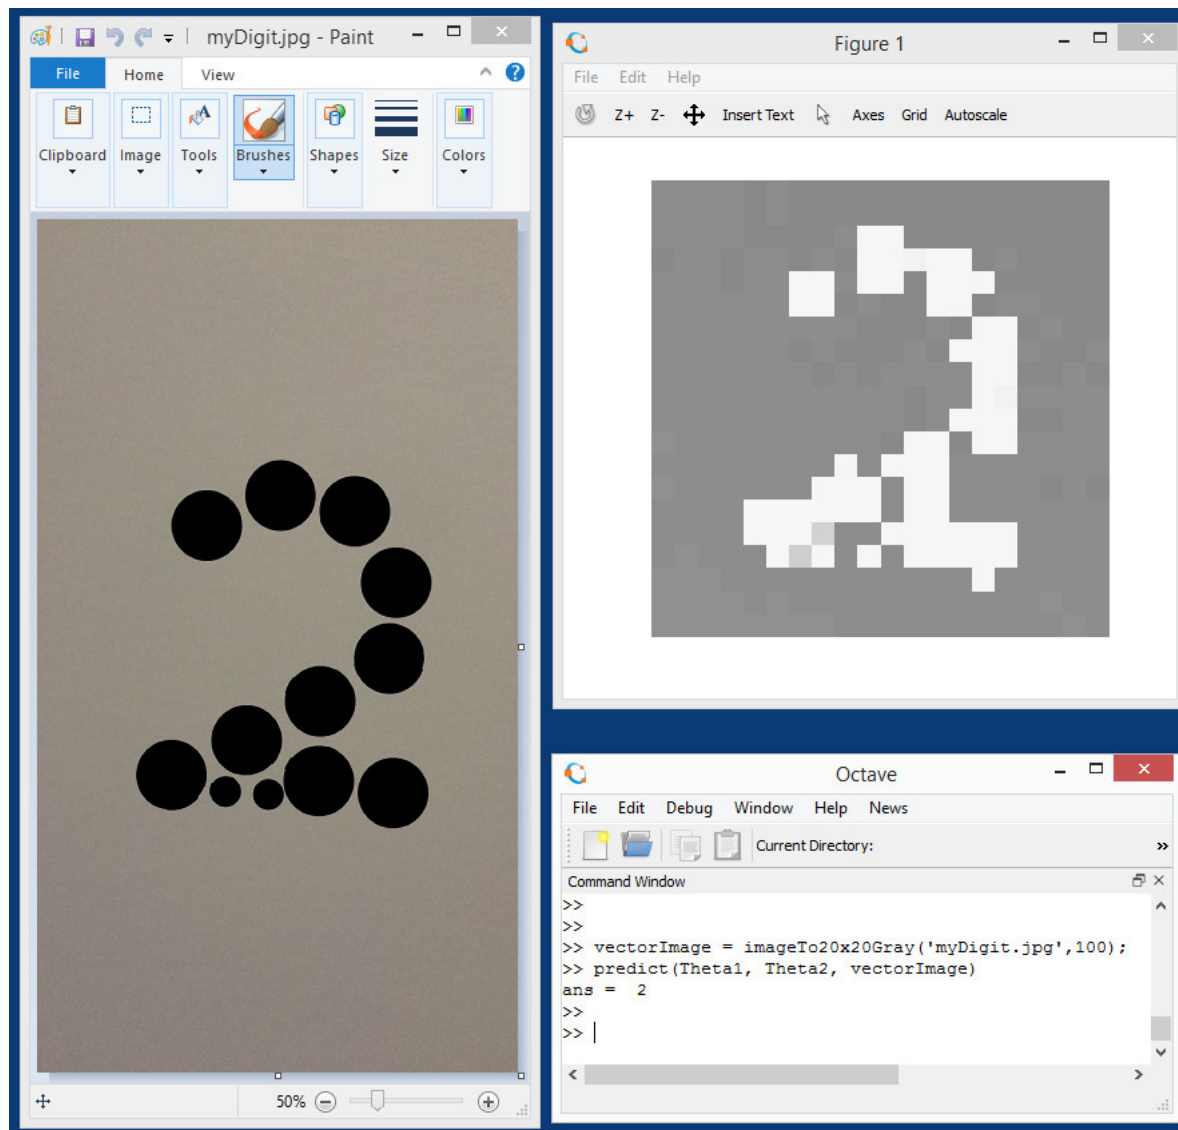 myDigit.jpg - Paint
File Home View
Clipboard Image Tools Brushes Shapes Size Colors
50%
Figure 1
File Edit Help
Z+ Z- Insert Text Axes Grid Autoscale
Octave
File Edit Debug Window Help News
Current Directory:
Command Window
>>
>>
>> vectorImage = imageTo20x20Gray('myDigit.jpg',100);
>> predict(Theta1, Theta2, vectorImage)
ans = 2
>>
>>